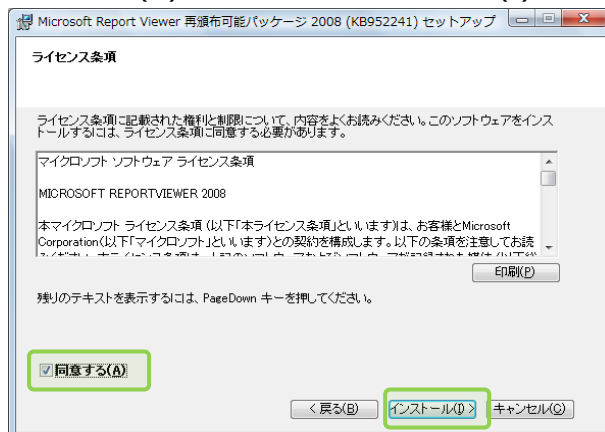 Microsoft Report Viewer 再頒布可能パッケージ 2008 (KB952241) セットアップ
ライセンス条項
ライセンス条項に記載された権利と制限について、内容をよくお読みください。このソフトウェアをインス
トールするには、ライセンス条項に同意する必要があります。
マイクロソフト ソフトウェア ライセンス条項
MICROSOFT REPORTVIEWER 2008
本マイクロソフト ライセンス条項 (以下「本ライセンス条項」といいます)は、お客様とMicrosoft
Corporation(以下「マイクロソフト」といいます)との契約を構成します。以下の条項を注意してお読
印刷(P)
残りのテキストを表示するには、PageDown キーを押してください。
同意する(A)
< 戻る(B) インストール(I) > キャンセル(C)